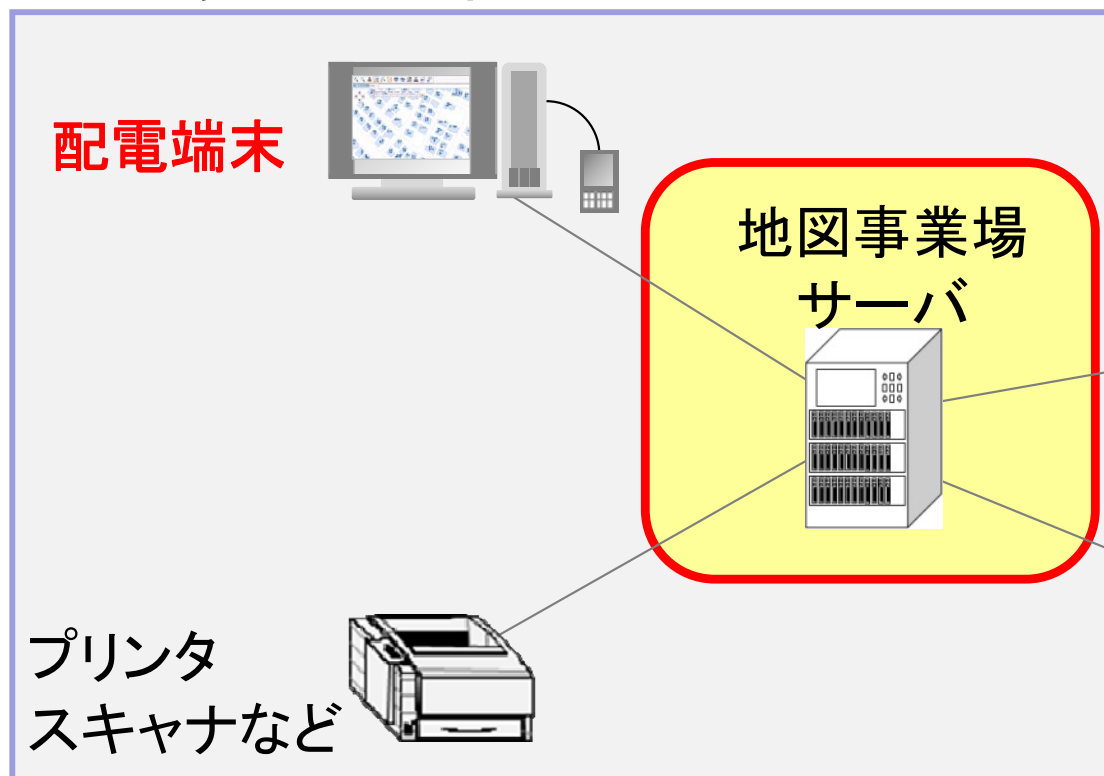 配電端末
地図事業場
サーバ
プリンタ
スキャナなど